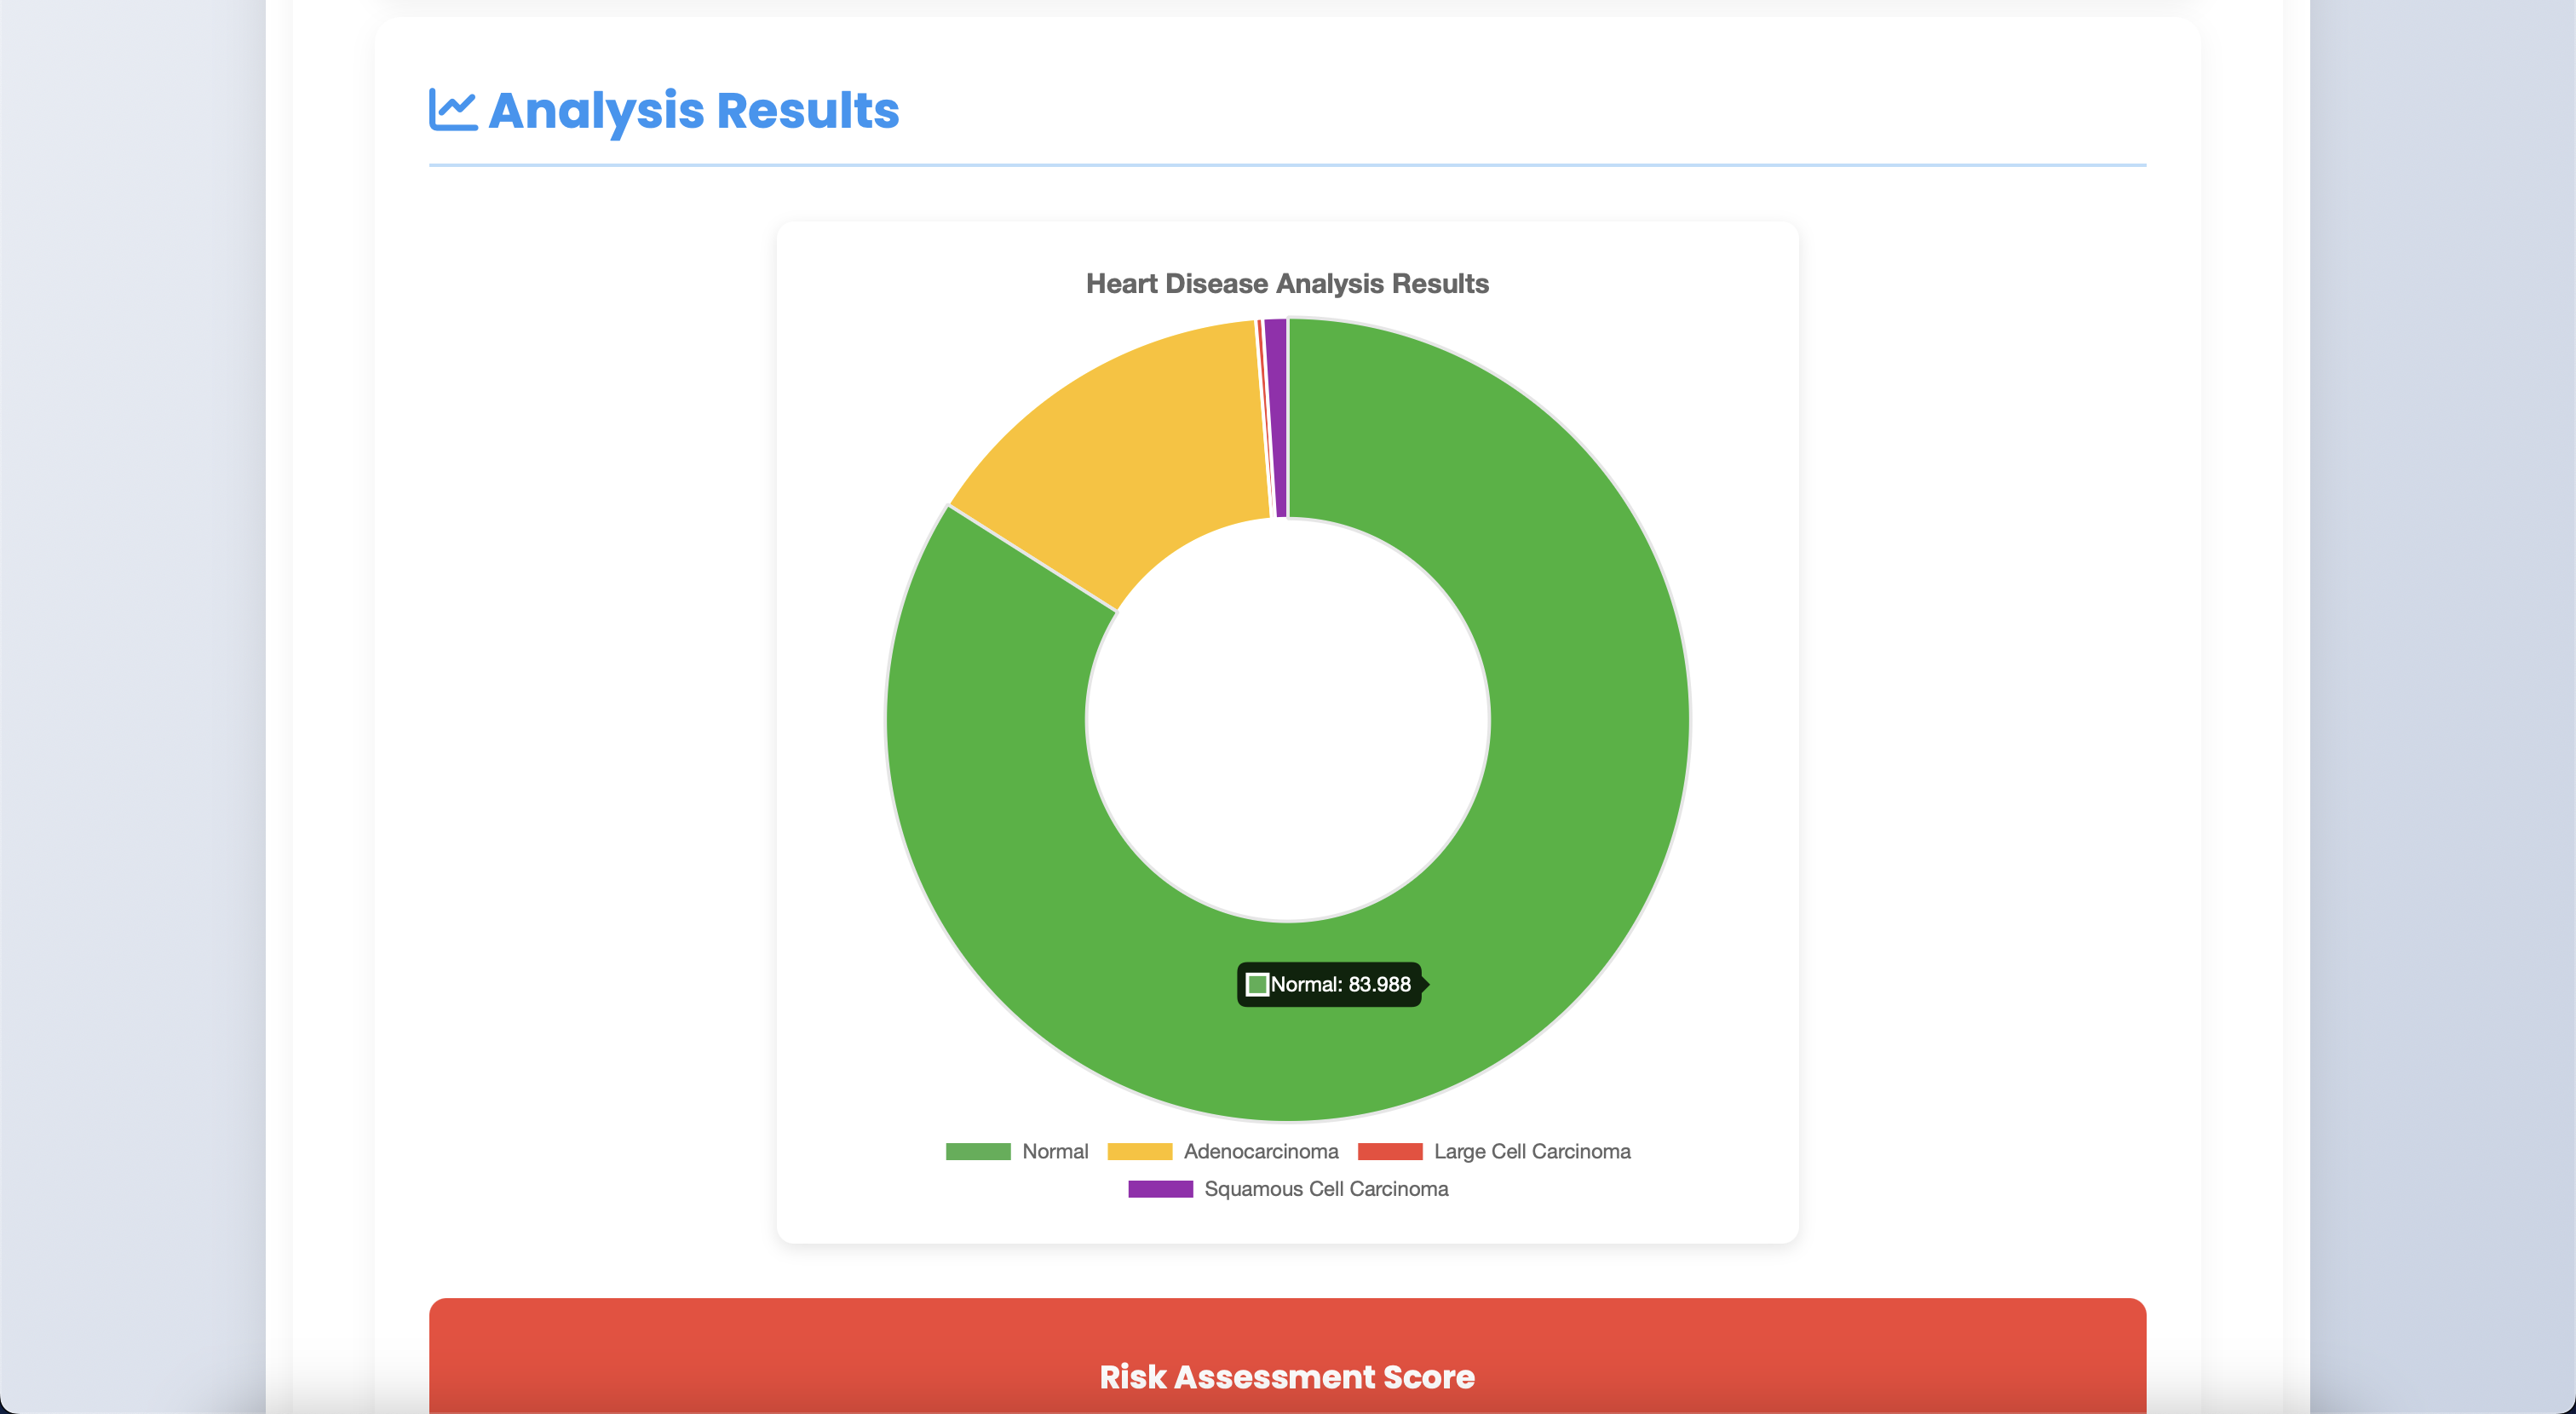 Analysis Results
Heart Disease Analysis Results
Normal: 83.988
Normal Adenocarcinoma Large Cell Carcinoma
Squamous Cell Carcinoma
Risk Assessment Score